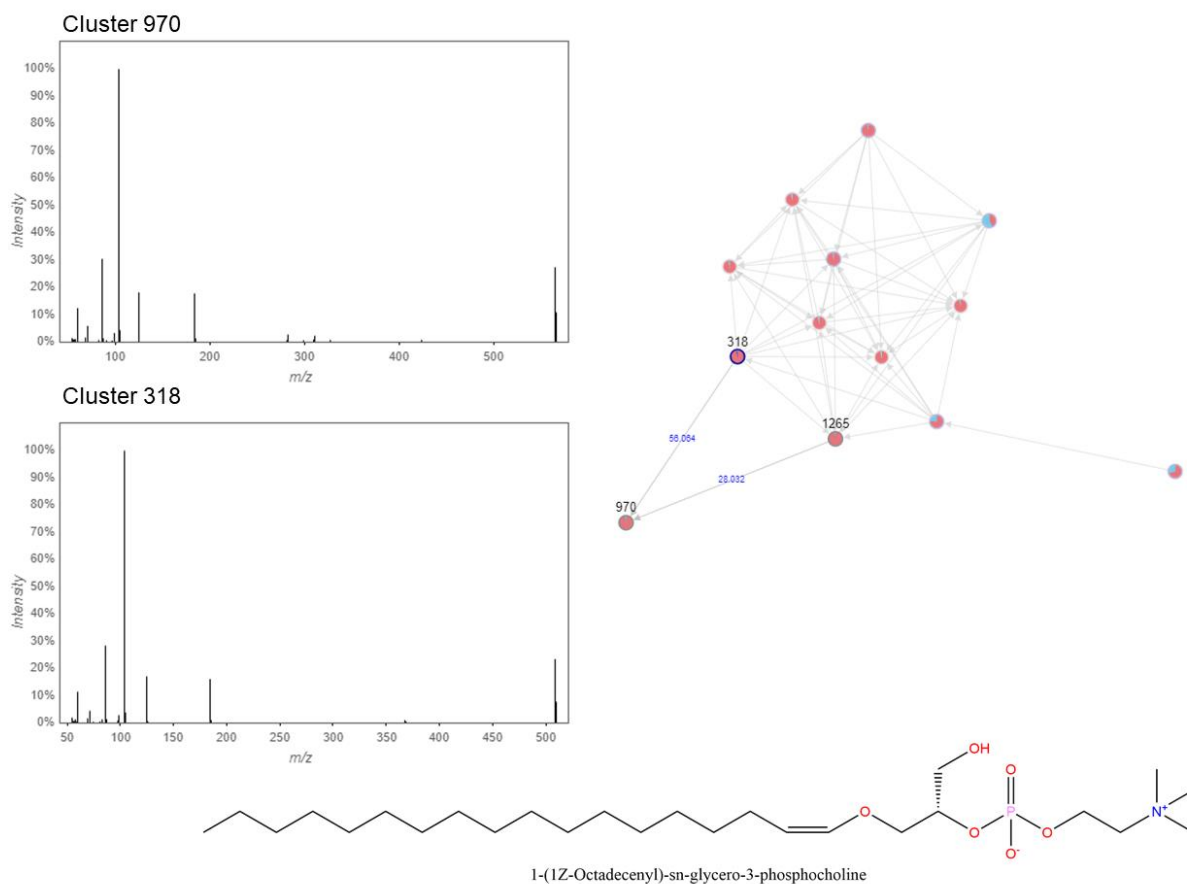 Cluster 970
100%
90%
80%
70%
60%
50%
40%
30%
20%
10%
0%
Intensity
100
200
300
400
500
m/z
Cluster 318
100%
90%
80%
70%
60%
50%
40%
30%
20%
10%
0%
Intensity
50
100
150
200
250
300
350
400
450
500
m/z
318
1265
970
56.064
28.032
OH
O
O
P
O
O
O-
N+
1-(1Z-Octadecenyl)-sn-glycero-3-phosphocholine